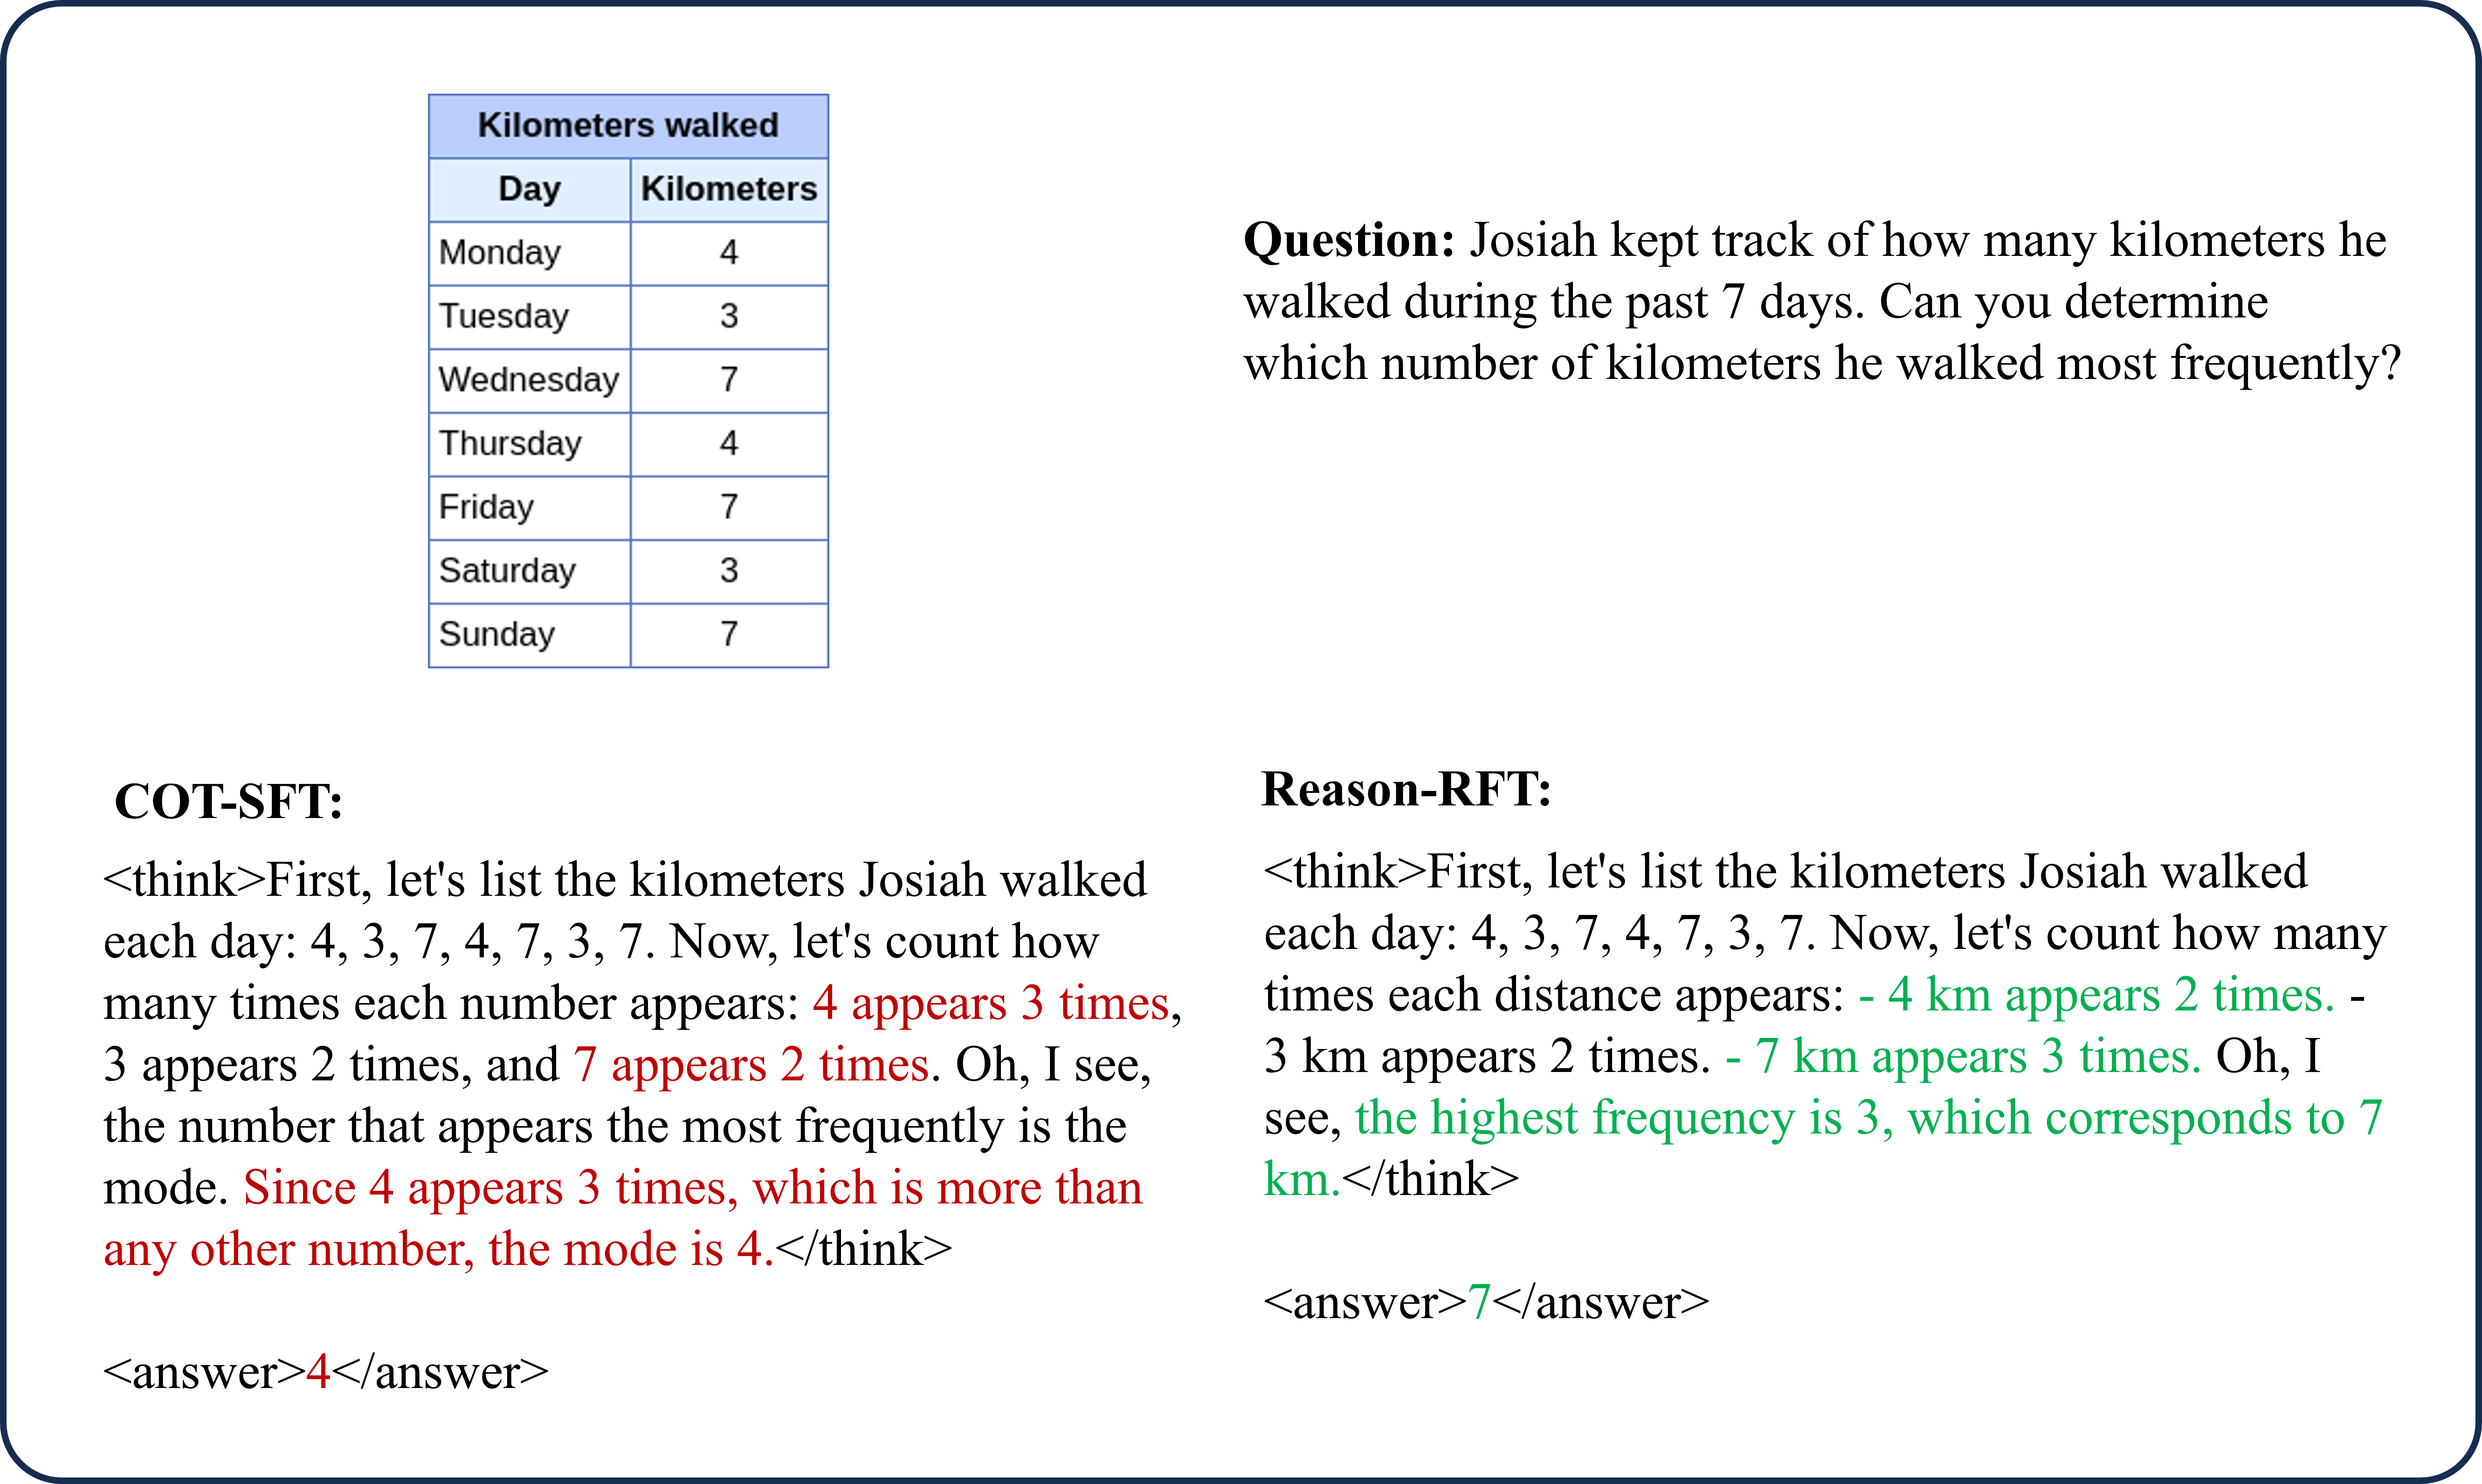 Kilometers walked
Day Kilometers
Monday 4
Tuesday 3
Wednesday 7
Thursday 4
Friday 7
Saturday 3
Sunday 7
Question: Josiah kept track of how many kilometers he
walked during the past 7 days. Can you determine
which number of kilometers he walked most frequently?
COT-SFT:
<think>First, let's list the kilometers Josiah walked
each day: 4, 3, 7, 4, 7, 3, 7. Now, let's count how
many times each number appears: 4 appears 3 times,
3 appears 2 times, and 7 appears 2 times. Oh, I see,
the number that appears the most frequently is the
mode. Since 4 appears 3 times, which is more than
any other number, the mode is 4.</think>
<answer>4</answer>
Reason-RFT:
<think>First, let's list the kilometers Josiah walked
each day: 4, 3, 7, 4, 7, 3, 7. Now, let's count how many
times each distance appears: - 4 km appears 2 times. -
3 km appears 2 times. - 7 km appears 3 times. Oh, I
see, the highest frequency is 3, which corresponds to 7
km.</think>
<answer>7</answer>